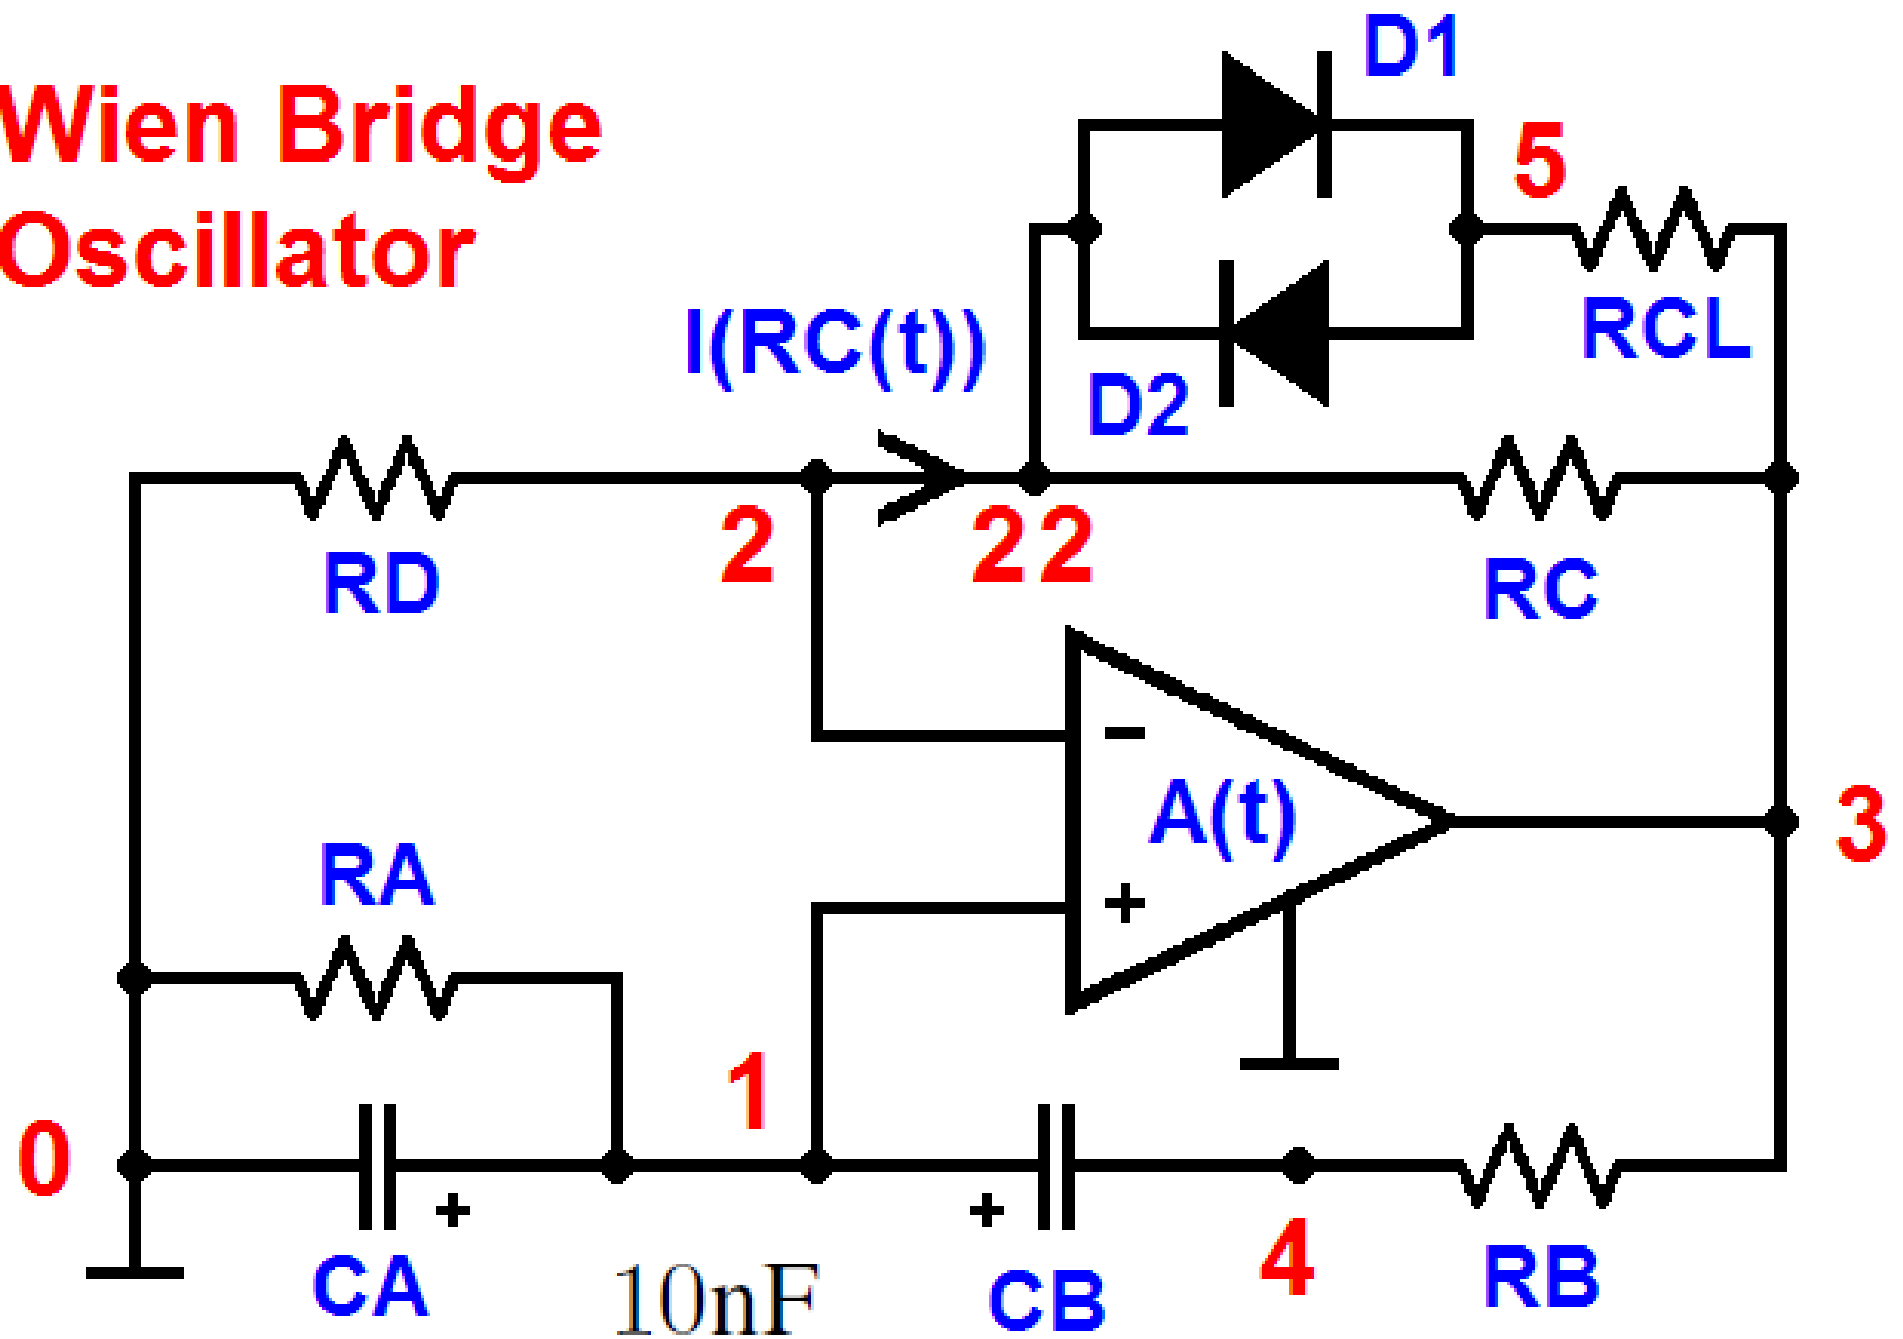 Wien Bridge
Oscillator
D1
5
I(RC(t))
RCL
D2
2
22
RD
RC
−
A(t)
3
RA
+
1
0
+
+
4
CA
10nF
CB
RB